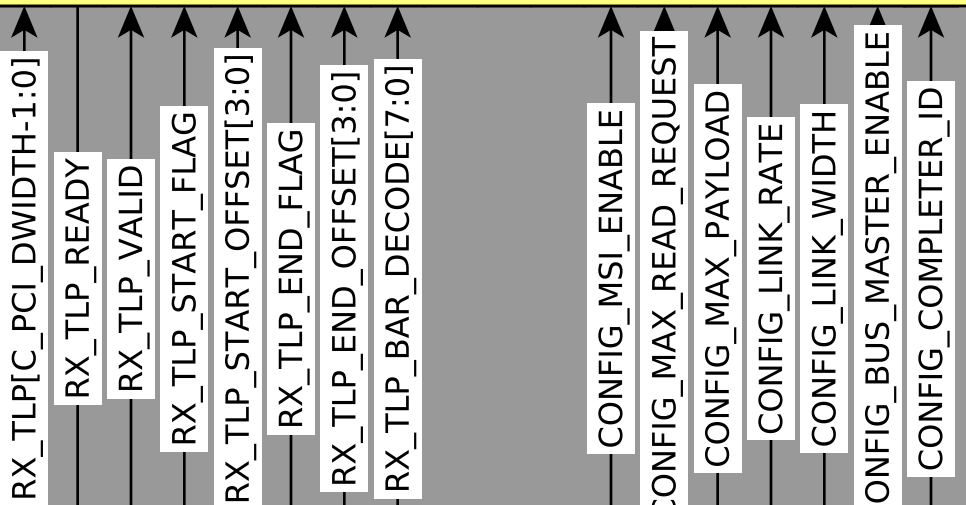 RX_TLP[C_PCI_DWIDTH-1:0]
RX_TLP_READY
RX_TLP_VALID
RX_TLP_START_FLAG
RX_TLP_START_OFFSET[3:0]
RX_TLP_END_FLAG
RX_TLP_END_OFFSET[3:0]
RX_TLP_BAR_DECODE[7:0]
CONFIG_MSI_ENABLE
CONFIG_MAX_READ_REQUEST
CONFIG_MAX_PAYLOAD
CONFIG_LINK_RATE
CONFIG_LINK_WIDTH
ONFIG_BUS_MASTER_ENABLE
CONFIG_COMPLETER_ID